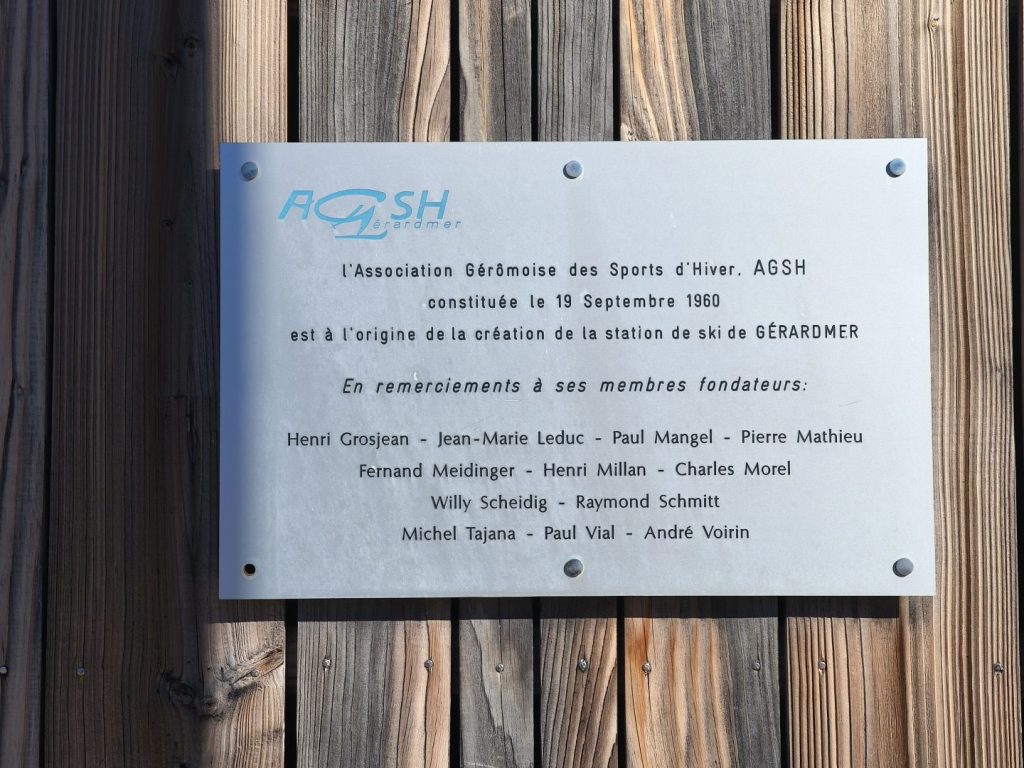 AGSH
érardmer
l'Association Gérômoise des Sports d'Hiver, AGSH
constituée le 19 Septembre 1960
est à l'origine de la création de la station de ski de GÉRARDMER
En remerciements à ses membres fondateurs:
Henri Grosjean - Jean-Marie Leduc - Paul Mangel - Pierre Mathieu
Fernand Meidinger - Henri Millan - Charles Morel
Willy Scheidig - Raymond Schmitt
Michel Tajana - Paul Vial - André Voirin